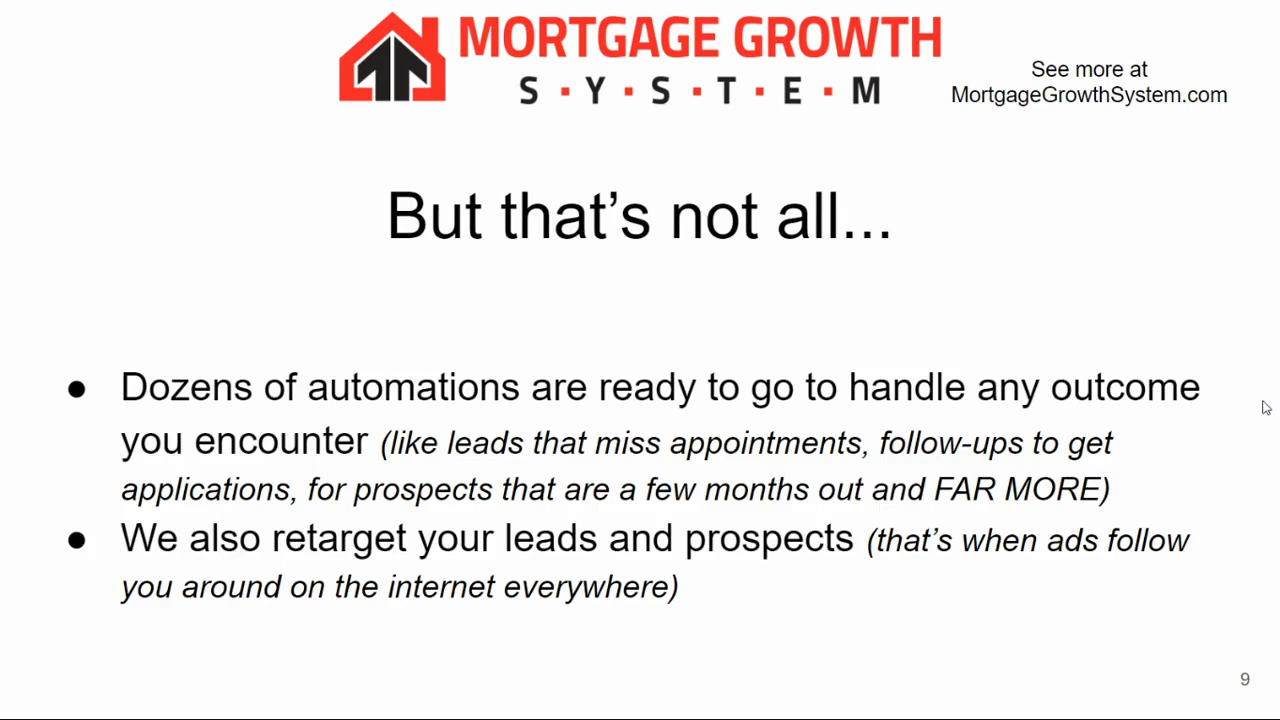 MORTGAGE GROWTH
S·Y·S·T·E·M
See more at
MortgageGrowthSystem.com
But that’s not all...
● Dozens of automations are ready to go to handle any outcome
you encounter (like leads that miss appointments, follow-ups to get
applications, for prospects that are a few months out and FAR MORE)
● We also retarget your leads and prospects (that’s when ads follow
you around on the internet everywhere)
9